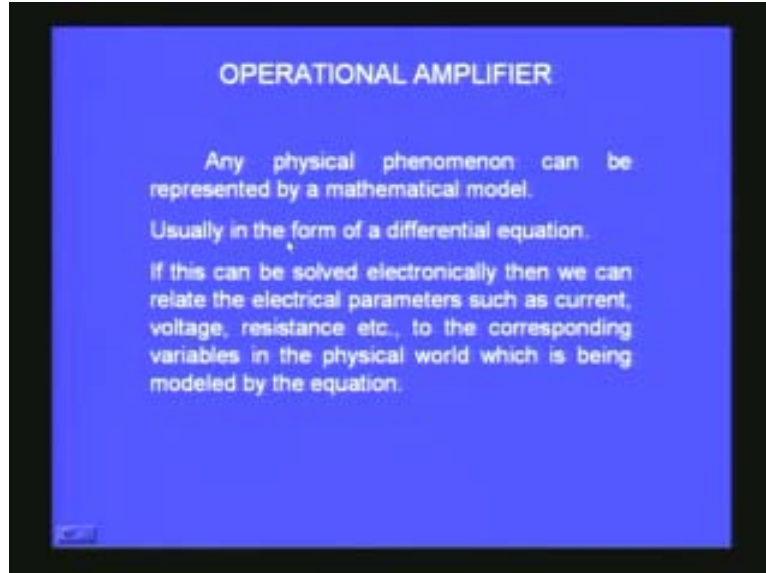 OPERATIONAL AMPLIFIER
Any physical phenomenon can be
represented by a mathematical model.
Usually in the form of a differential equation.
If this can be solved electronically then we can
relate the electrical parameters such as current,
voltage, resistance etc., to the corresponding
variables in the physical world which is being
modeled by the equation.